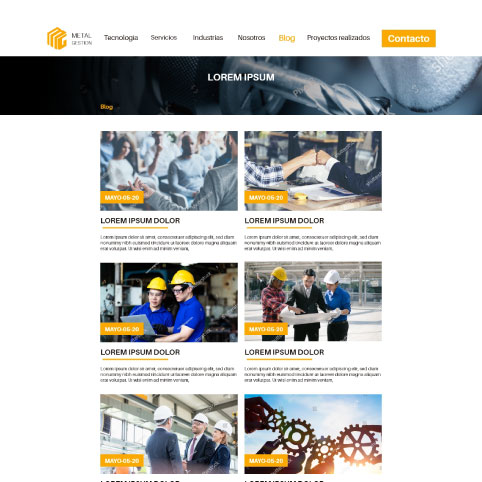 METAL
GESTION
Tecnología Servicios Industrias Nosotros Blog Proyectos realizados Contacto
LOREM IPSUM
Blog
MAYO-05-20 MAYO-05-20
LOREM IPSUM DOLOR LOREM IPSUM DOLOR
Lorem ipsum dolor sit amet, consectetuer adipiscing elit, sed diam
nonummy nibh euismod tincidunt ut laoreet dolore magna aliquam
erat volutpat. Ut wisi enim ad minim veniam,
Lorem ipsum dolor sit amet, consectetuer adipiscing elit, sed diam
nonummy nibh euismod tincidunt ut laoreet dolore magna aliquam
erat volutpat. Ut wisi enim ad minim veniam,
MAYO-05-20 MAYO-05-20
LOREM IPSUM DOLOR LOREM IPSUM DOLOR
Lorem ipsum dolor sit amet, consectetuer adipiscing elit, sed diam
nonummy nibh euismod tincidunt ut laoreet dolore magna aliquam
erat volutpat. Ut wisi enim ad minim veniam,
Lorem ipsum dolor sit amet, consectetuer adipiscing elit, sed diam
nonummy nibh euismod tincidunt ut laoreet dolore magna aliquam
erat volutpat. Ut wisi enim ad minim veniam,
MAYO-05-20 MAYO-05-20
LOREM IPSUM DOLOR LOREM IPSUM DOLOR